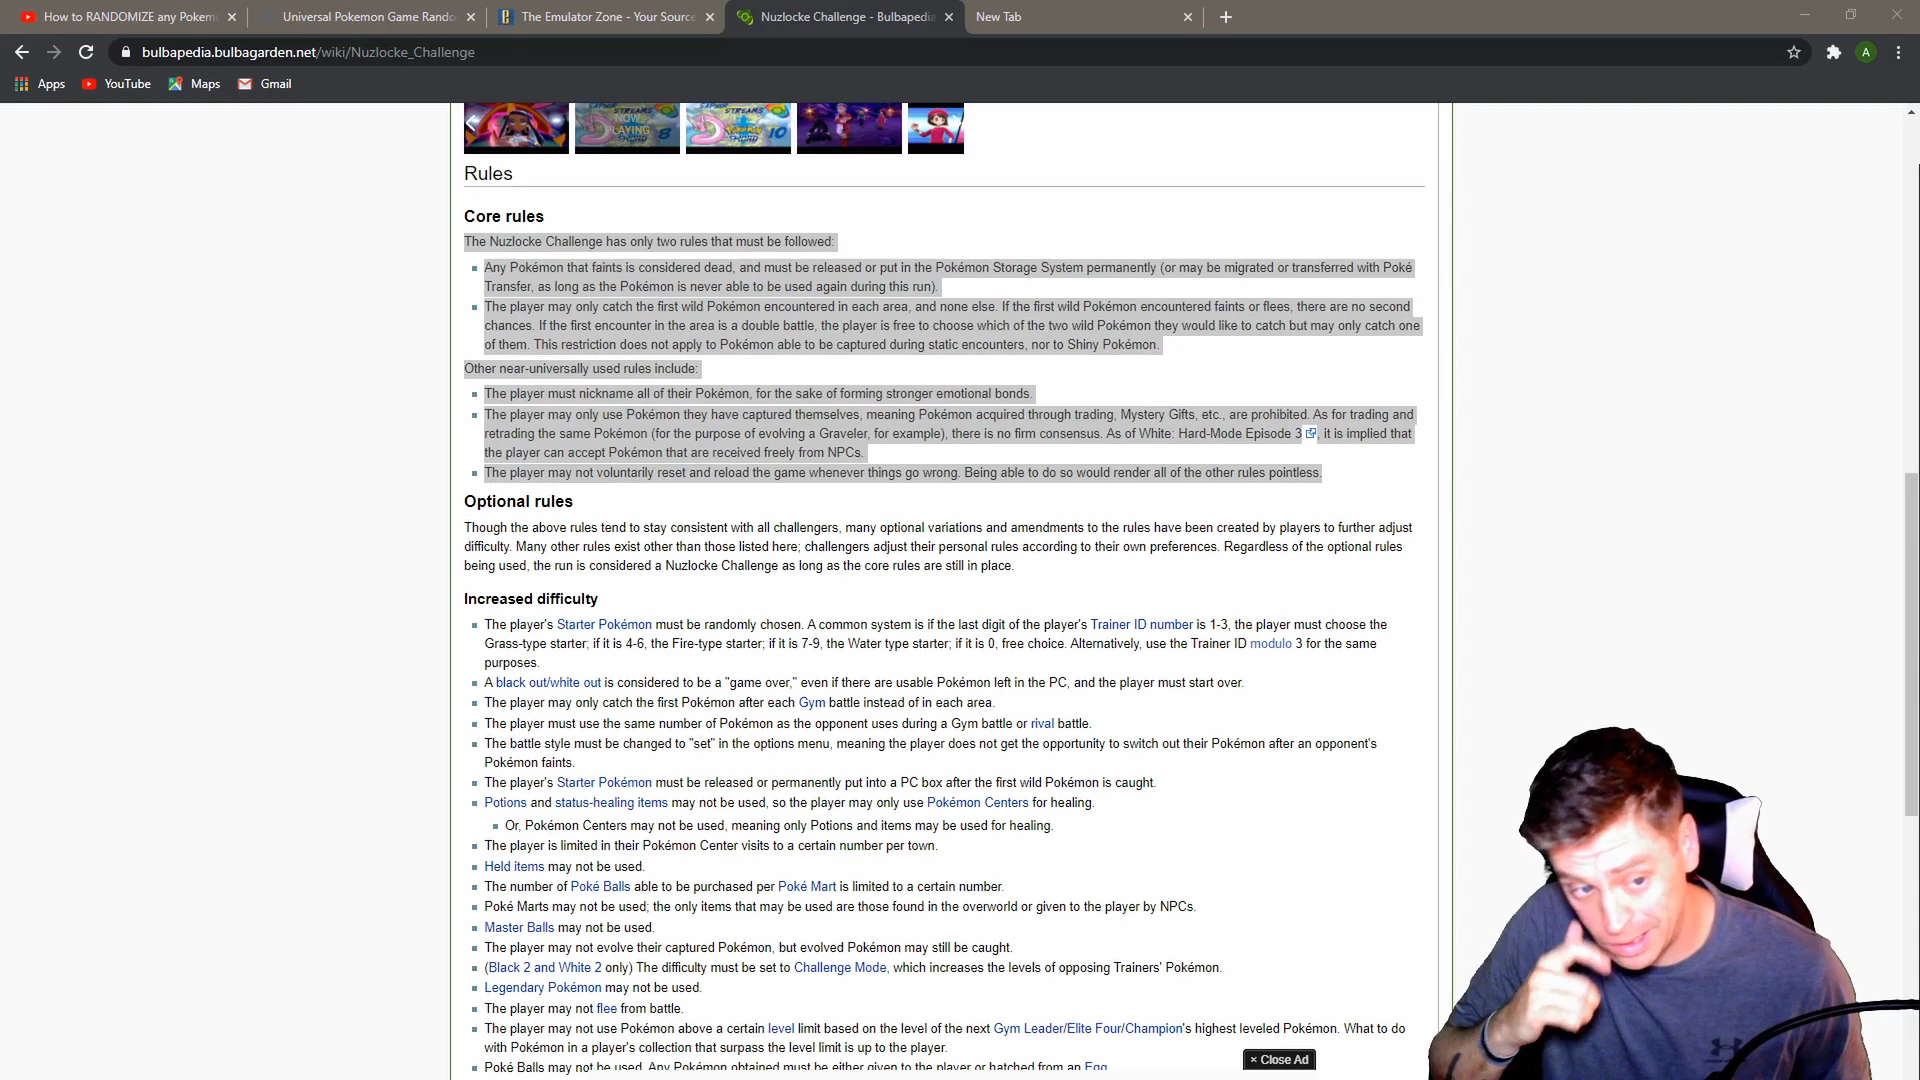 How to RANDOMIZE any Pokem
Universal Pokemon Game Rando
The Emulator Zone - Your Source
Nuzlocke Challenge - Bulbapedia
New Tab
bulbapedia.bulbagarden.net/wiki/Nuzlocke_Challenge
A
Apps
YouTube
Maps
Gmail
STREAMS
NOW
PLAYING
8
STREAMS
10
Rules
Core rules
The Nuzlocke Challenge has only two rules that must be followed:
Any Pokémon that faints is considered dead, and must be released or put in the Pokémon Storage System permanently (or may be migrated or transferred with Poké
Transfer, as long as the Pokémon is never able to be used again during this run).
The player may only catch the first wild Pokémon encountered in each area, and none else. If the first wild Pokémon encountered faints or flees, there are no second
chances. If the first encounter in the area is a double battle, the player is free to choose which of the two wild Pokémon they would like to catch but may only catch one
of them. This restriction does not apply to Pokémon able to be captured during static encounters, nor to Shiny Pokémon.
Other near-universally used rules include:
The player must nickname all of their Pokémon, for the sake of forming stronger emotional bonds.
The player may only use Pokémon they have captured themselves, meaning Pokémon acquired through trading, Mystery Gifts, etc., are prohibited. As for trading and
retrading the same Pokémon (for the purpose of evolving a Graveler, for example), there is no firm consensus. As of White: Hard-Mode Episode 3, it is implied that
the player can accept Pokémon that are received freely from NPCs.
The player may not voluntarily reset and reload the game whenever things go wrong. Being able to do so would render all of the other rules pointless.
Optional rules
Though the above rules tend to stay consistent with all challengers, many optional variations and amendments to the rules have been created by players to further adjust
difficulty. Many other rules exist other than those listed here; challengers adjust their personal rules according to their own preferences. Regardless of the optional rules
being used, the run is considered a Nuzlocke Challenge as long as the core rules are still in place.
Increased difficulty
The player's Starter Pokémon must be randomly chosen. A common system is if the last digit of the player's Trainer ID number is 1-3, the player must choose the
Grass-type starter; if it is 4-6, the Fire-type starter; if it is 7-9, the Water type starter; if it is 0, free choice. Alternatively, use the Trainer ID modulo 3 for the same
purposes.
A black out/white out is considered to be a "game over," even if there are usable Pokémon left in the PC, and the player must start over.
The player may only catch the first Pokémon after each Gym battle instead of in each area.
The player must use the same number of Pokémon as the opponent uses during a Gym battle or rival battle.
The battle style must be changed to "set" in the options menu, meaning the player does not get the opportunity to switch out their Pokémon after an opponent's
Pokémon faints.
The player's Starter Pokémon must be released or permanently put into a PC box after the first wild Pokémon is caught.
Potions and status-healing items may not be used, so the player may only use Pokémon Centers for healing.
Or, Pokémon Centers may not be used, meaning only Potions and items may be used for healing.
The player is limited in their Pokémon Center visits to a certain number per town.
Held items may not be used.
The number of Poké Balls able to be purchased per Poké Mart is limited to a certain number.
Poké Marts may not be used; the only items that may be used are those found in the overworld or given to the player by NPCs.
Master Balls may not be used.
The player may not evolve their captured Pokémon, but evolved Pokémon may still be caught.
(Black 2 and White 2 only) The difficulty must be set to Challenge Mode, which increases the levels of opposing Trainers' Pokémon.
Legendary Pokémon may not be used.
The player may not flee from battle.
The player may not use Pokémon above a certain level limit based on the level of the next Gym Leader/Elite Four/Champion's highest leveled Pokémon. What to do
with Pokémon in a player's collection that surpass the level limit is up to the player.
Poké Balls may not be used. Any Pokémon obtained must be either given to the player or hatched from an Egg
× Close Ad